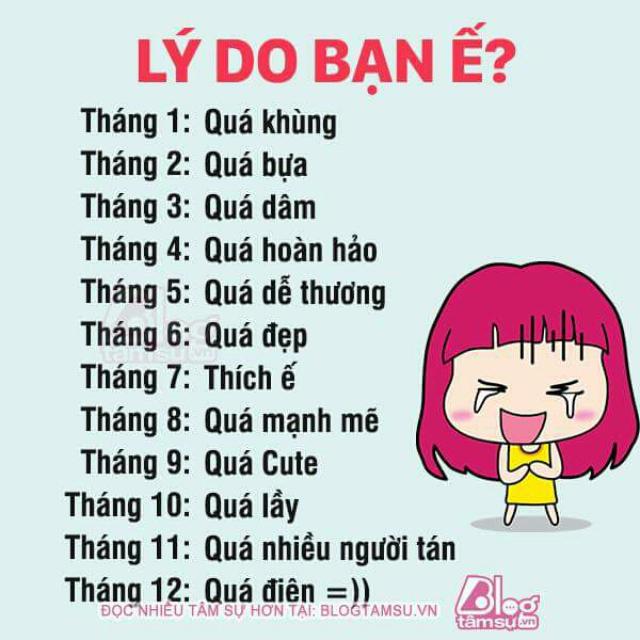 LÝ DO BẠN Ế?
Tháng 1: Quá khùng
Tháng 2: Quá bựa
Tháng 3: Quá dâm
Tháng 4: Quá hoàn hảo
Tháng 5: Quá dễ thương
Tháng 6: Quá đẹp
Tháng 7: Thích ế
Tháng 8: Quá mạnh mẽ
Tháng 9: Quá Cute
Tháng 10: Quá lầy
Tháng 11: Quá nhiều người tán
Tháng 12: Quá điên =))
ĐỌC NHIỀU TÂM SỰ HƠN TẠI: BLOGTAMSU.VN
Blog
tâmsự.vn
Blog
tâmsự.vn